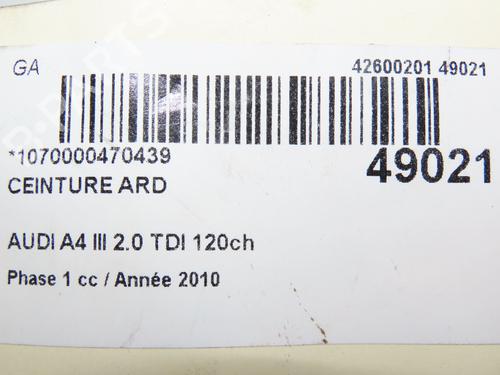 GA
42600201 49021
*1070000470439
49021
CEINTURE ARD
AUDI A4 III 2.0 TDI 120ch
Phase 1 cc / Année 2010